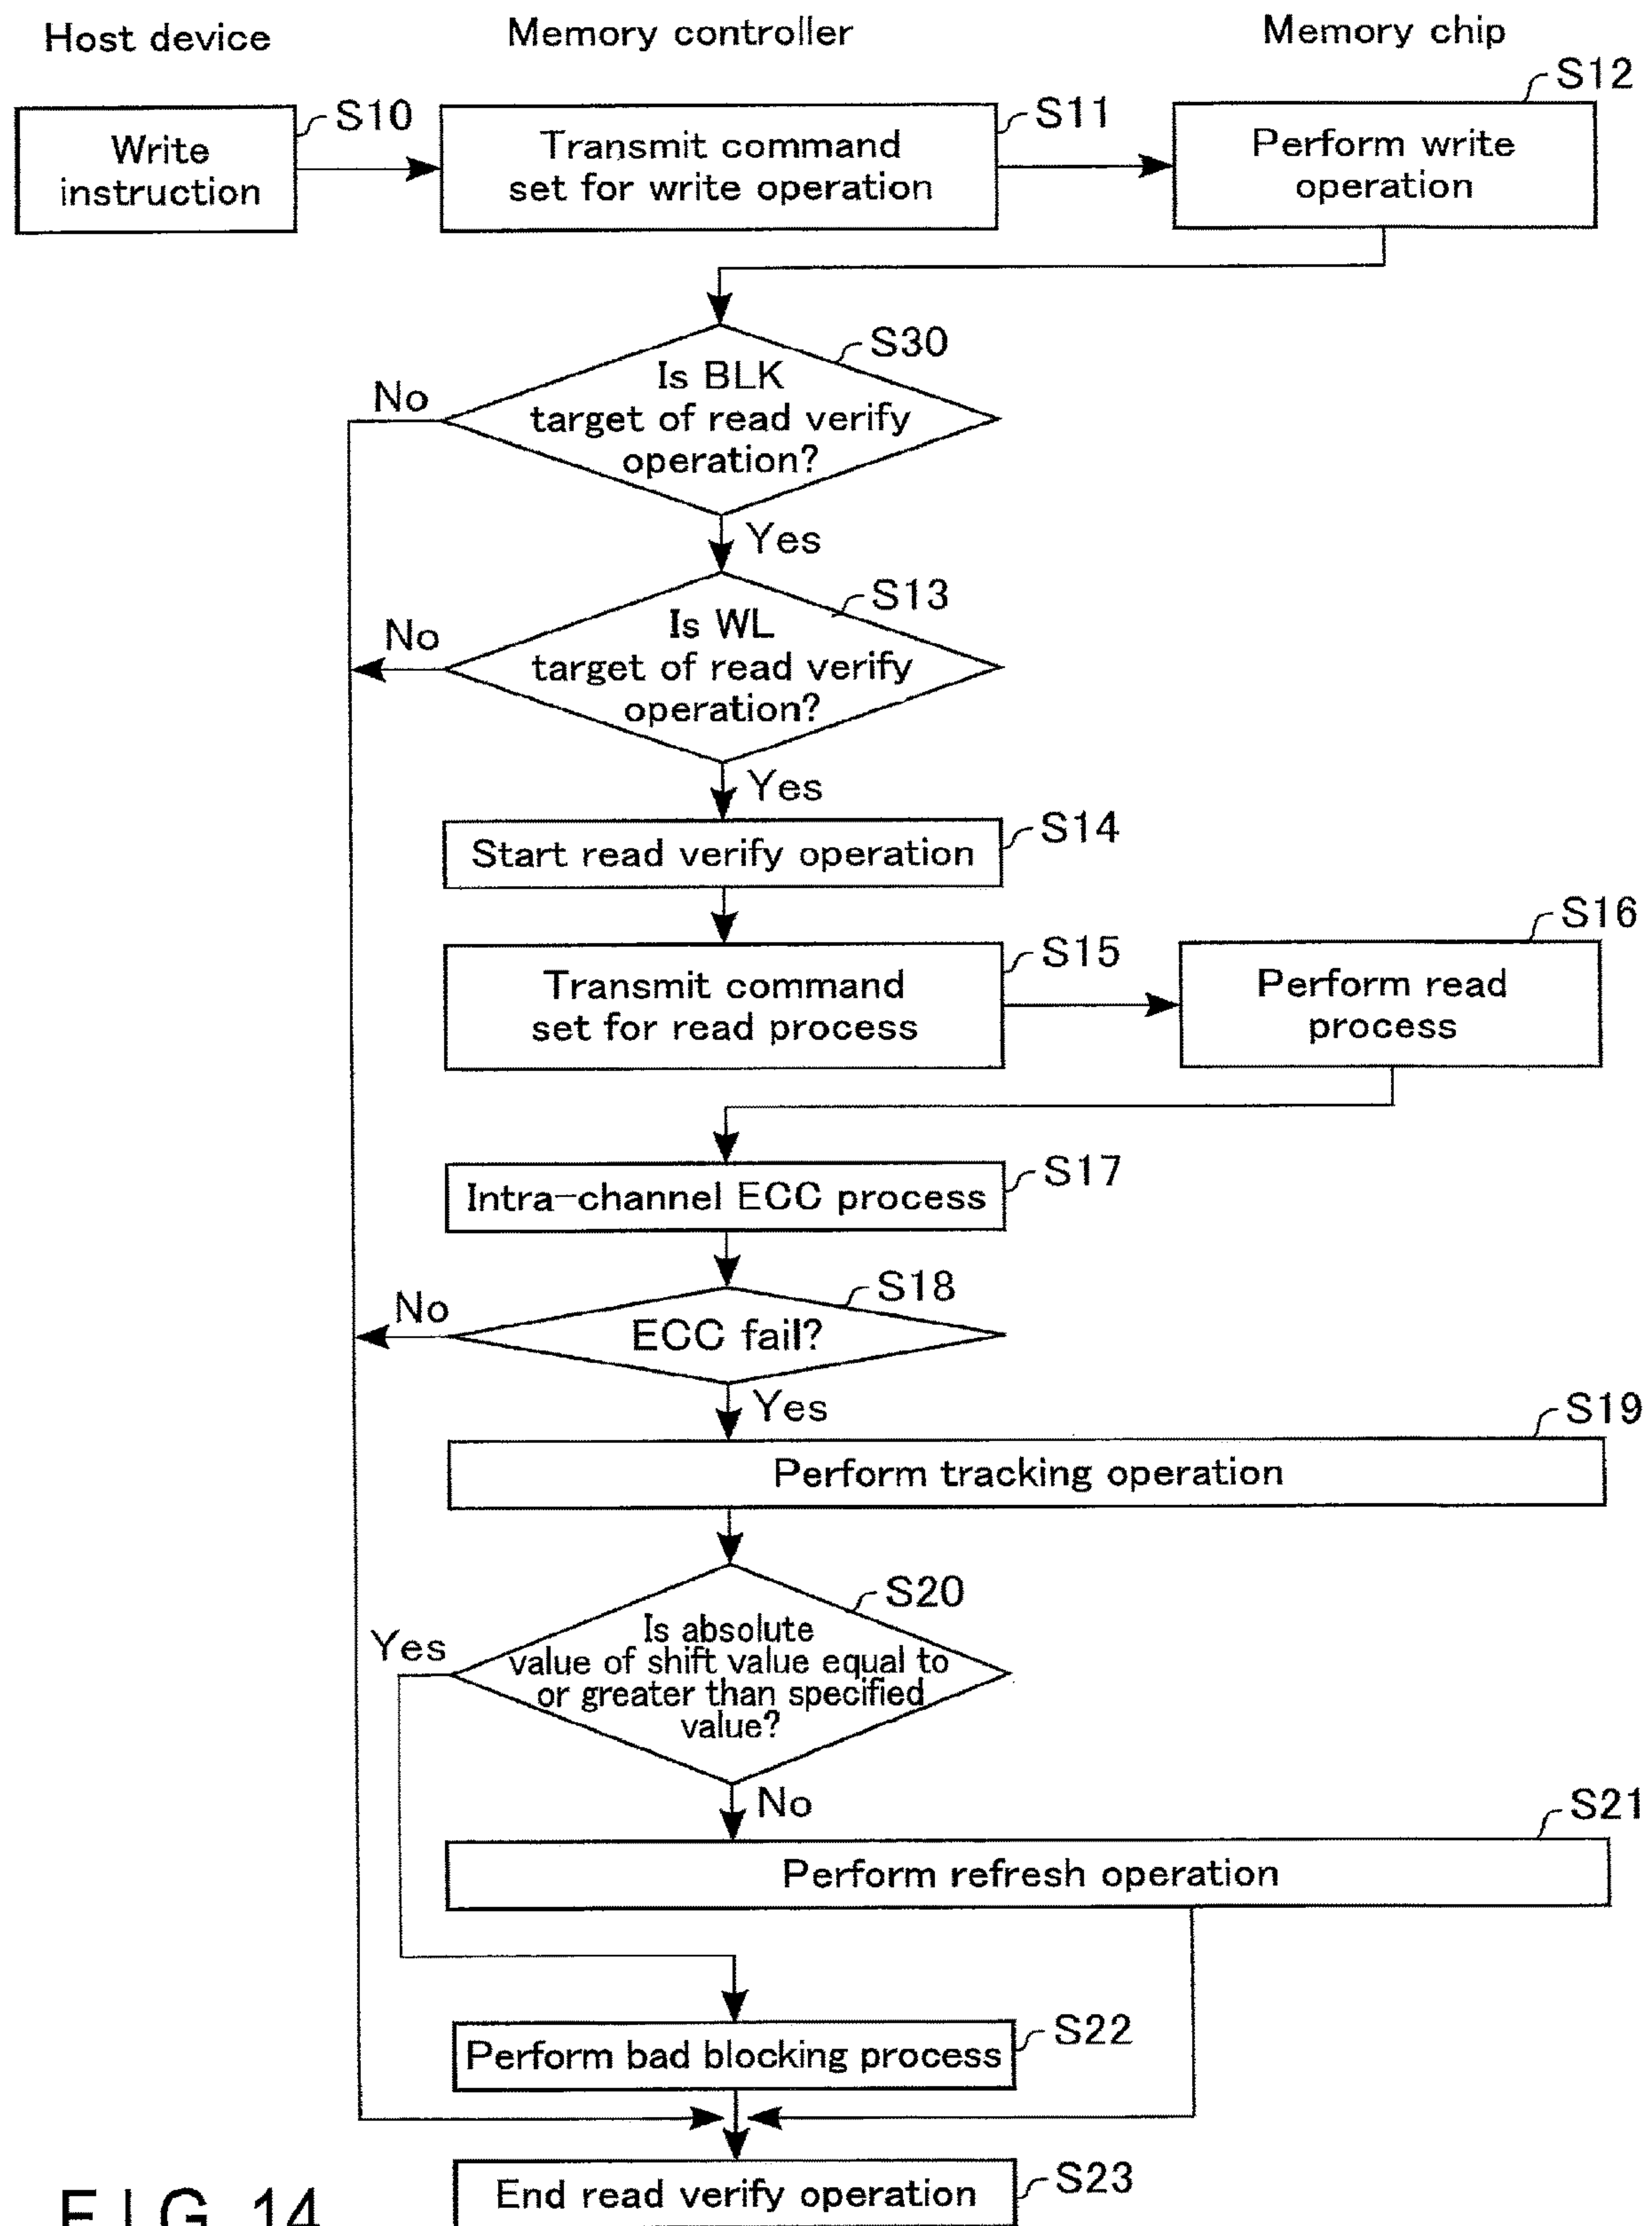 Host device
Memory controller
Memory chip
S10
S11
S12
Write
instruction
Transmit command
set for write operation
Perform write
operation
S30
Is BLK
target of read verify
operation?
No
Yes
S13
Is WL
target of read verify
operation?
No
Yes
S14
Start read verify operation
S15
S16
Transmit command
set for read process
Perform read
process
S17
Intra-channel ECC process
S18
ECC fail?
No
Yes
S19
Perform tracking operation
S20
Is absolute
value of shift value equal to
or greater than specified
value?
Yes
No
S21
Perform refresh operation
S22
Perform bad blocking process
S23
End read verify operation
FIG. 14